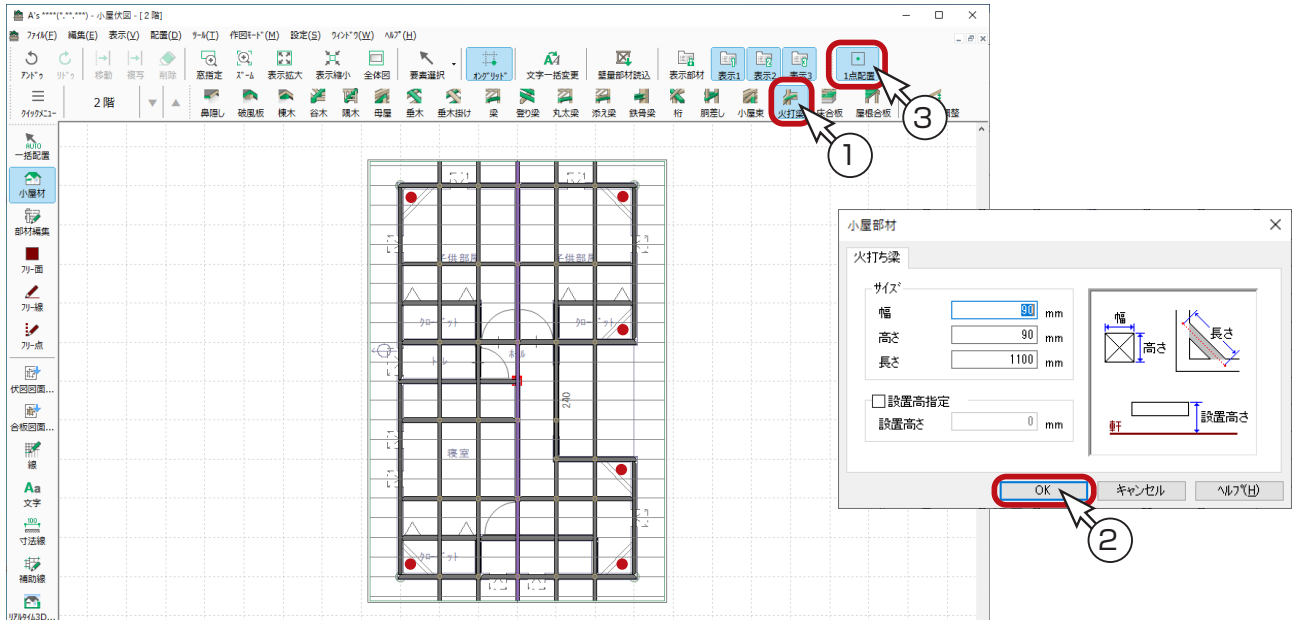 A's ****(*.**.***) - 小屋伏図 - [2 階]
ﾌｧｲﾙ(F) 編集(E) 表示(V) 配置(D) ﾂｰﾙ(T) 作図ﾓｰﾄﾞ(M) 設定(S) ｳｨﾝﾄﾞｳ(W) ﾍﾙﾌﾟ(H)
ｱﾝﾄﾞｩ ﾘﾄﾞｩ 移動 複写 削除 窓指定 ｽﾞｰﾑ 表示拡大 表示縮小 全体図 要素選択 ｵﾝｸﾞﾘｯﾄﾞ 文字一括変更 壁量部材読込 表示部材 表示1 表示2 表示3 1点配置
ｸｲｯｸﾒﾆｭｰ 2 階 鼻隠し 破風板 棟木 谷木 隅木 母屋 垂木 垂木掛け 梁 登り梁 丸太梁 添え梁 鉄骨梁 桁 胴差し 小屋束 火打梁 床合板 屋根合板 調整
①
③
AUTO
一括配置
小屋材
部材編集
ﾌﾘｰ面
ﾌﾘｰ線
ﾌﾘｰ点
伏図図面...
合板図面...
線
Aa
文字
100
寸法線
補助線
ﾘｱﾙﾀｲﾑ3D...
子供部屋 子供部屋
ｸﾛｰｾﾞｯﾄ ｸﾛｰｾﾞｯﾄ
ﾄｲﾚ ﾎｰﾙ
240
寝室
ｸﾛｰｾﾞｯﾄ
小屋部材
火打ち梁
ｻｲｽﾞ
幅 90 mm
高さ 90 mm
長さ 1100 mm
設置高指定
設置高さ 0 mm
幅
高さ
長さ
設置高さ
軒
OK キャンセル ﾍﾙﾌﾟ(H)
②